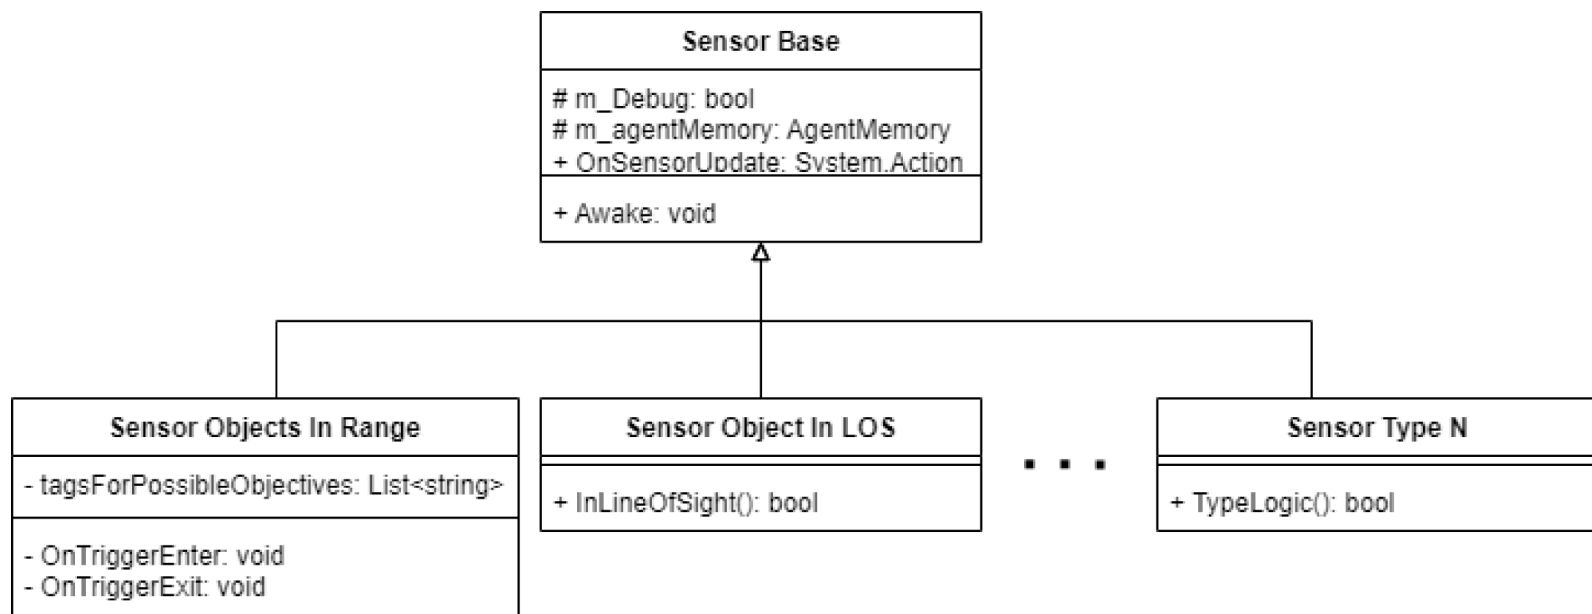 Sensor Base
# m_Debug: bool
# m_agentMemory: AgentMemory
+ OnSensorUpdate: System.Action
+ Awake: void
Sensor Objects In Range
- tagsForPossibleObjectives: List<string>
- OnTriggerEnter: void
- OnTriggerExit: void
Sensor Object In LOS
+ InLineOfSight(): bool
. . .
Sensor Type N
+ TypeLogic(): bool